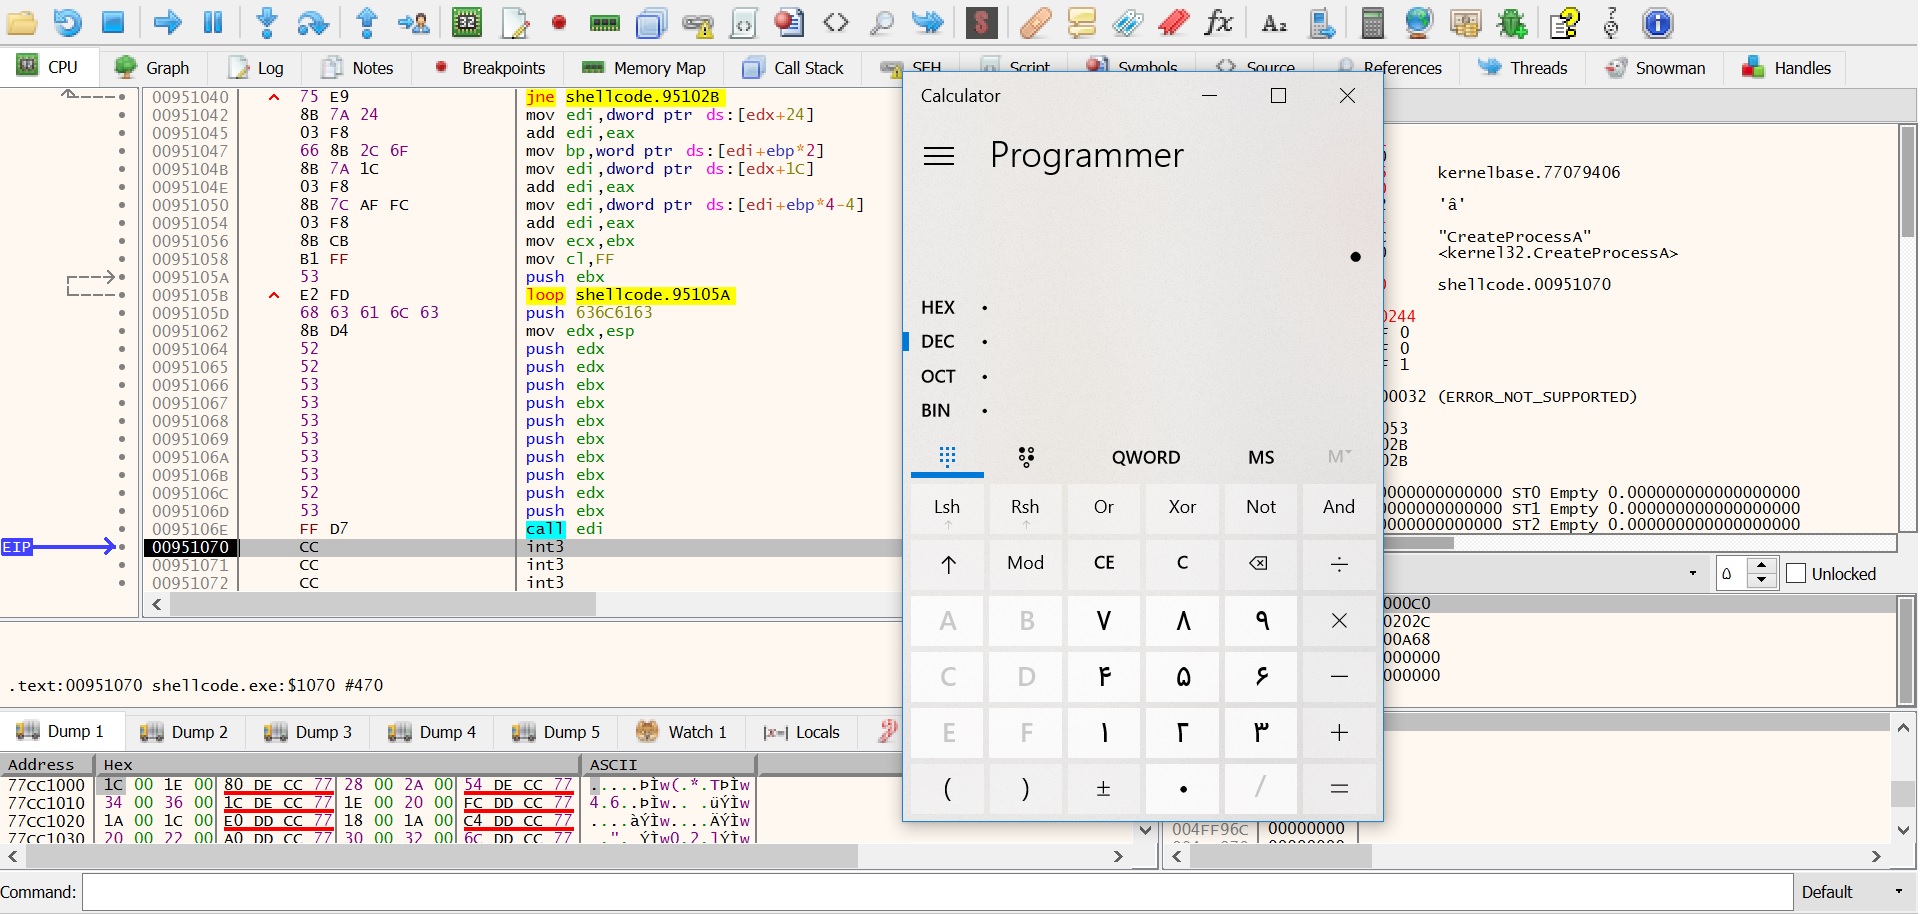 CPU Graph Log Notes Breakpoints Memory Map Call Stack SEH Script Symbols Source References Threads Snowman Handles
00951040 75 E9 jne shellcode.95102B
00951042 8B 7A 24 mov edi,dword ptr ds:[edx+24]
00951045 03 F8 add edi,eax
00951047 66 8B 2C 6F mov bp,word ptr ds:[edi+ebp*2]
0095104B 8B 7A 1C mov edi,dword ptr ds:[edx+1C]
0095104E 03 F8 add edi,eax
00951050 8B 7C AF FC mov edi,dword ptr ds:[edi+ebp*4-4]
00951054 03 F8 add edi,eax
00951056 8B CB mov ecx,ebx
00951058 B1 FF mov cl,FF
0095105A 53 push ebx
0095105B E2 FD loop shellcode.95105A
0095105D 68 63 61 6C 63 push 636C6163
00951062 8B D4 mov edx,esp
00951064 52 push edx
00951065 52 push edx
00951066 53 push ebx
00951067 53 push ebx
00951068 53 push ebx
00951069 53 push ebx
0095106A 53 push ebx
0095106B 53 push ebx
0095106C 52 push edx
0095106D 53 push ebx
0095106E FF D7 call edi
EIP 00951070 CC int3
00951071 CC int3
00951072 CC int3
.text:00951070 shellcode.exe:$1070 #470
Calculator
Programmer
۰
HEX ۰
DEC ۰
OCT ۰
BIN ۰
QWORD MS M
Lsh Rsh Or Xor Not And
↑ Mod CE C ÷
A B ۷ ۸ ۹ ×
C D ۴ ۵ ۶ −
E F ۱ ۲ ۳ +
( ) ± ۰ / =
kernelbase.77079406
'â'
"CreateProcessA"
<kernel32.CreateProcessA>
shellcode.00951070
0244
F 0
F 0
F 1
00032 (ERROR_NOT_SUPPORTED)
053
02B
02B
0000000000000 ST0 Empty 0.000000000000000000
0000000000000 ST1 Empty 0.000000000000000000
0000000000000 ST2 Empty 0.000000000000000000
۵ Unlocked
000C0
0202C
00A68
000000
000000
Dump 1 Dump 2 Dump 3 Dump 4 Dump 5 Watch 1 [x=] Locals
Address Hex ASCII
77CC1000 1C 00 1E 00 80 DE CC 77 28 00 2A 00 54 DE CC 77 .....ÞÌw(.*.TÞÌw
77CC1010 34 00 36 00 1C DE CC 77 1E 00 20 00 FC DD CC 77 4.6..ÞÌw.. .üÝÌw
77CC1020 1A 00 1C 00 E0 DD CC 77 18 00 1A 00 C4 DD CC 77 ....àÝÌw....ÄÝÌw
77CC1030 20 00 22 00 A0 DD CC 77 30 00 32 00 6C DD CC 77 .". ÝÌw0.2.lÝÌw
004FF96C 00000000
Command: Default